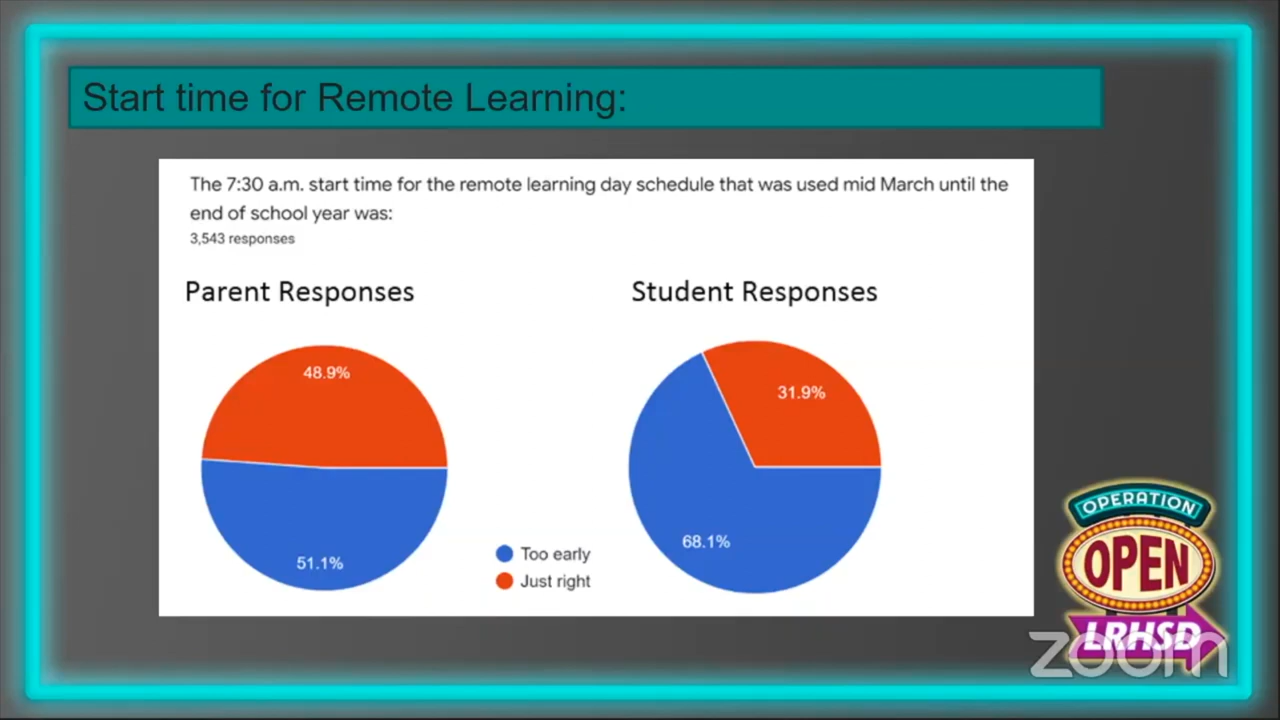 Start time for Remote Learning:
The 7:30 a.m. start time for the remote learning day schedule that was used mid March until the
end of school year was:
3,543 responses
Parent Responses
Student Responses
48.9%
51.1%
31.9%
68.1%
Too early
Just right
OPERATION
OPEN
LRHSD
zoom